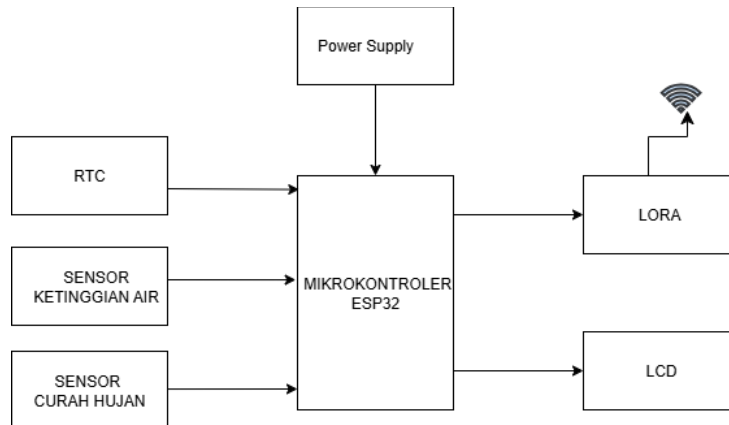 Power Supply
RTC
SENSOR
KETINGGIAN AIR
SENSOR
CURAH HUJAN
MIKROKONTROLER
ESP32
LORA
LCD